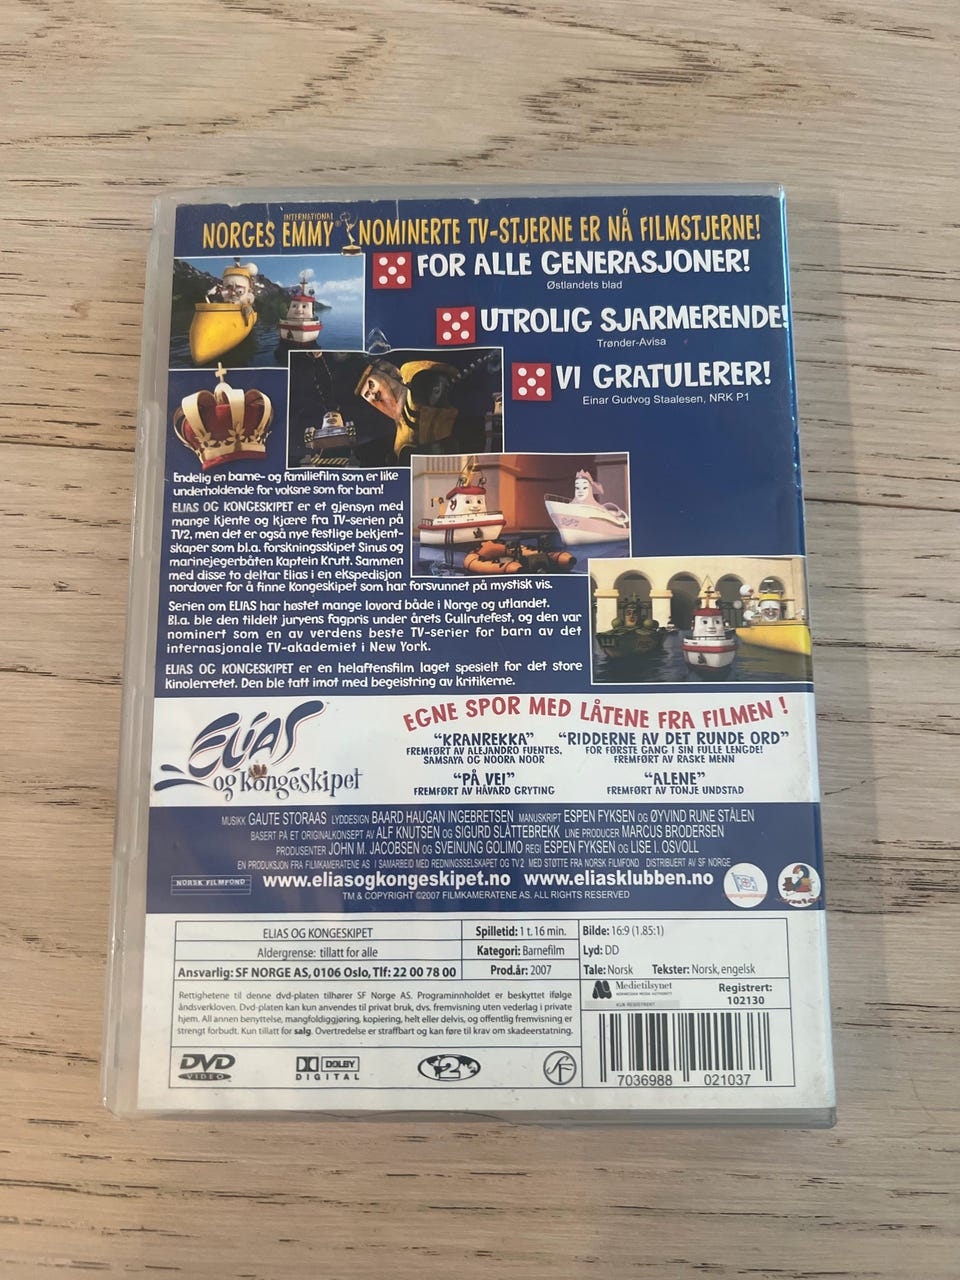 INTERNATIONAL
NORGES EMMY® NOMINERTE TV-STJERNE ER NÅ FILMSTJERNE!
FOR ALLE GENERASJONER!
Østlandets blad
UTROLIG SJARMERENDE!
Trønder-Avisa
VI GRATULERER!
Einar Gudvog Staalesen, NRK P1
Endelig en barne- og familiefilm som er like
underholdende for voksne som for barn!
ELIAS OG KONGESKIPET er et gjensyn med
mange kjente og kjære fra TV-serien på
TV2, men det er også nye festlige bekjent-
skaper som bl.a. forskningsskipet Sinus og
marinejegerbåten Kaptein Krutt. Sammen
med disse to deltar Elias i en ekspedisjon
nordover for å finne Kongeskipet som har forsvunnet på mystisk vis.
Serien om ELIAS har høstet mange lovord både i Norge og utlandet.
Bl.a. ble den tildelt juryens fagpris under årets Gullrutefest, og den var
nominert som en av verdens beste TV-serier for barn av det
internasjonale TV-akademiet i New York.
ELIAS OG KONGESKIPET er en helaftensfilm laget spesielt for det store
kinolerretet. Den ble tatt imot med begeistring av kritikerne.
ELIAS
og kongeskipet
EGNE SPOR MED LÅTENE FRA FILMEN !
"KRANREKKA"
FREMFØRT AV ALEJANDRO FUENTES,
SAMSAYA OG NOORA NOOR
"RIDDERNE AV DET RUNDE ORD"
FOR FØRSTE GANG I SIN FULLE LENGDE!
FREMFØRT AV RASKE MENN
"PÅ VEI"
FREMFØRT AV HÅVARD GRYTING
"ALENE"
FREMFØRT AV TONJE UNDSTAD
MUSIKK GAUTE STORAAS LYDDESIGN BAARD HAUGAN INGEBRETSEN MANUSKRIPT ESPEN FYKSEN OG ØYVIND RUNE STÅLEN
BASERT PÅ ET ORIGINALKONSEPT AV ALF KNUTSEN OG SIGURD SLÅTTEBREKK LINE PRODUCER MARCUS BRODERSEN
PRODUSENTER JOHN M. JACOBSEN OG SVEINUNG GOLIMO REGI ESPEN FYKSEN OG LISE I. OSVOLL
EN PRODUKSJON FRA FILMKAMERATENE AS I SAMARBEID MED REDNINGSSELSKAPET OG TV2 MED STØTTE FRA NORSK FILMFOND DISTRIBUERT AV SF NORGE
NORSK FILMFOND
www.eliasogkongeskipet.no www.eliasklubben.no
TM & COPYRIGHT ©2007 FILMKAMERATENE AS. ALL RIGHTS RESERVED
ELIAS OG KONGESKIPET
Aldergrense: tillatt for alle
Ansvarlig: SF NORGE AS, 0106 Oslo, Tlf: 22 00 78 00
Spilletid: 1 t. 16 min.
Kategori: Barnefilm
Prod.år: 2007
Bilde: 16:9 (1.85:1)
Lyd: DD
Tale: Norsk Tekster: Norsk, engelsk
Rettighetene til denne dvd-platen tilhører SF Norge AS. Programinnholdet er beskyttet ifølge
åndsverkloven. Dvd-platen kan kun anvendes til privat bruk, dvs. fremvisning uten vederlag i private
hjem. All annen benyttelse, mangfoldiggjøring, kopiering, helt eller delvis, og offentlig fremvisning er
strengt forbudt. Kun tillatt for salg. Overtredelse er straffbart og kan føre til krav om skadeerstatning.
Medietilsynet
NORWEGIAN MEDIA AUTHORITY
KUN REGISTRERT
Registrert:
102130
DVD
VIDEO
DOLBY
DIGITAL
2
SF
7036988 021037